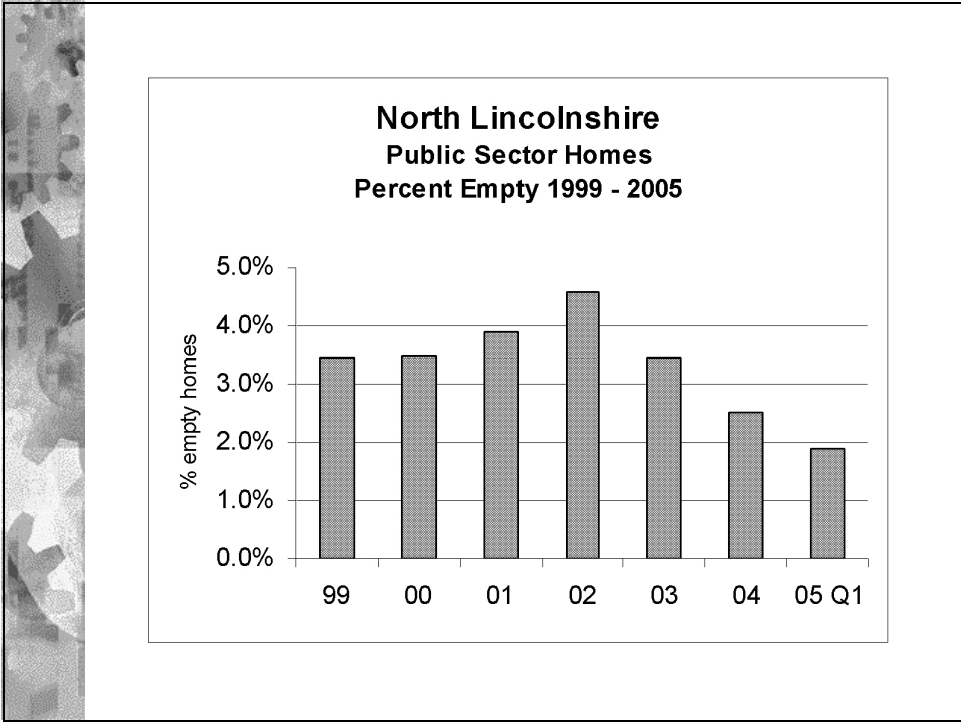 North Lincolnshire
Public Sector Homes
Percent Empty 1999 - 2005
% empty homes
5.0%
4.0%
3.0%
2.0%
1.0%
0.0%
99 00 01 02 03 04 05 Q1